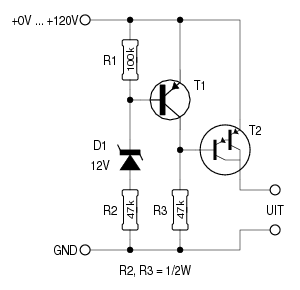 +0V ... +120V
R1
100k
T1
T2
D1
12V
R2
47k
R3
47k
UIT
GND
R2, R3 = 1/2W